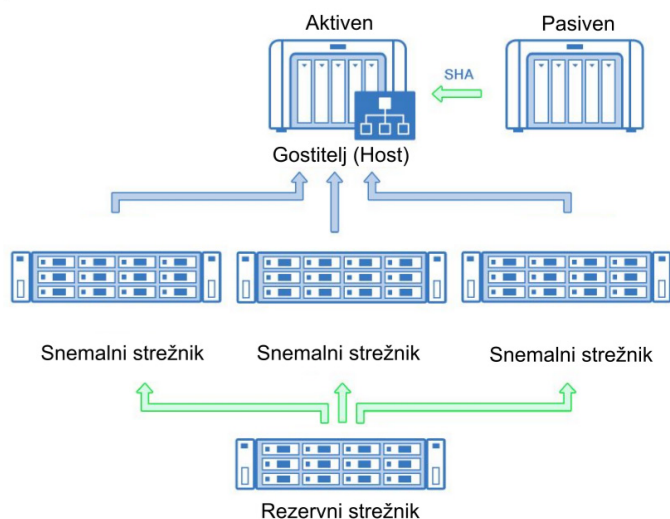 Aktiven
Pasiven
SHA
Gostitelj (Host)
Snemalni strežnik
Snemalni strežnik
Snemalni strežnik
Rezervni strežnik